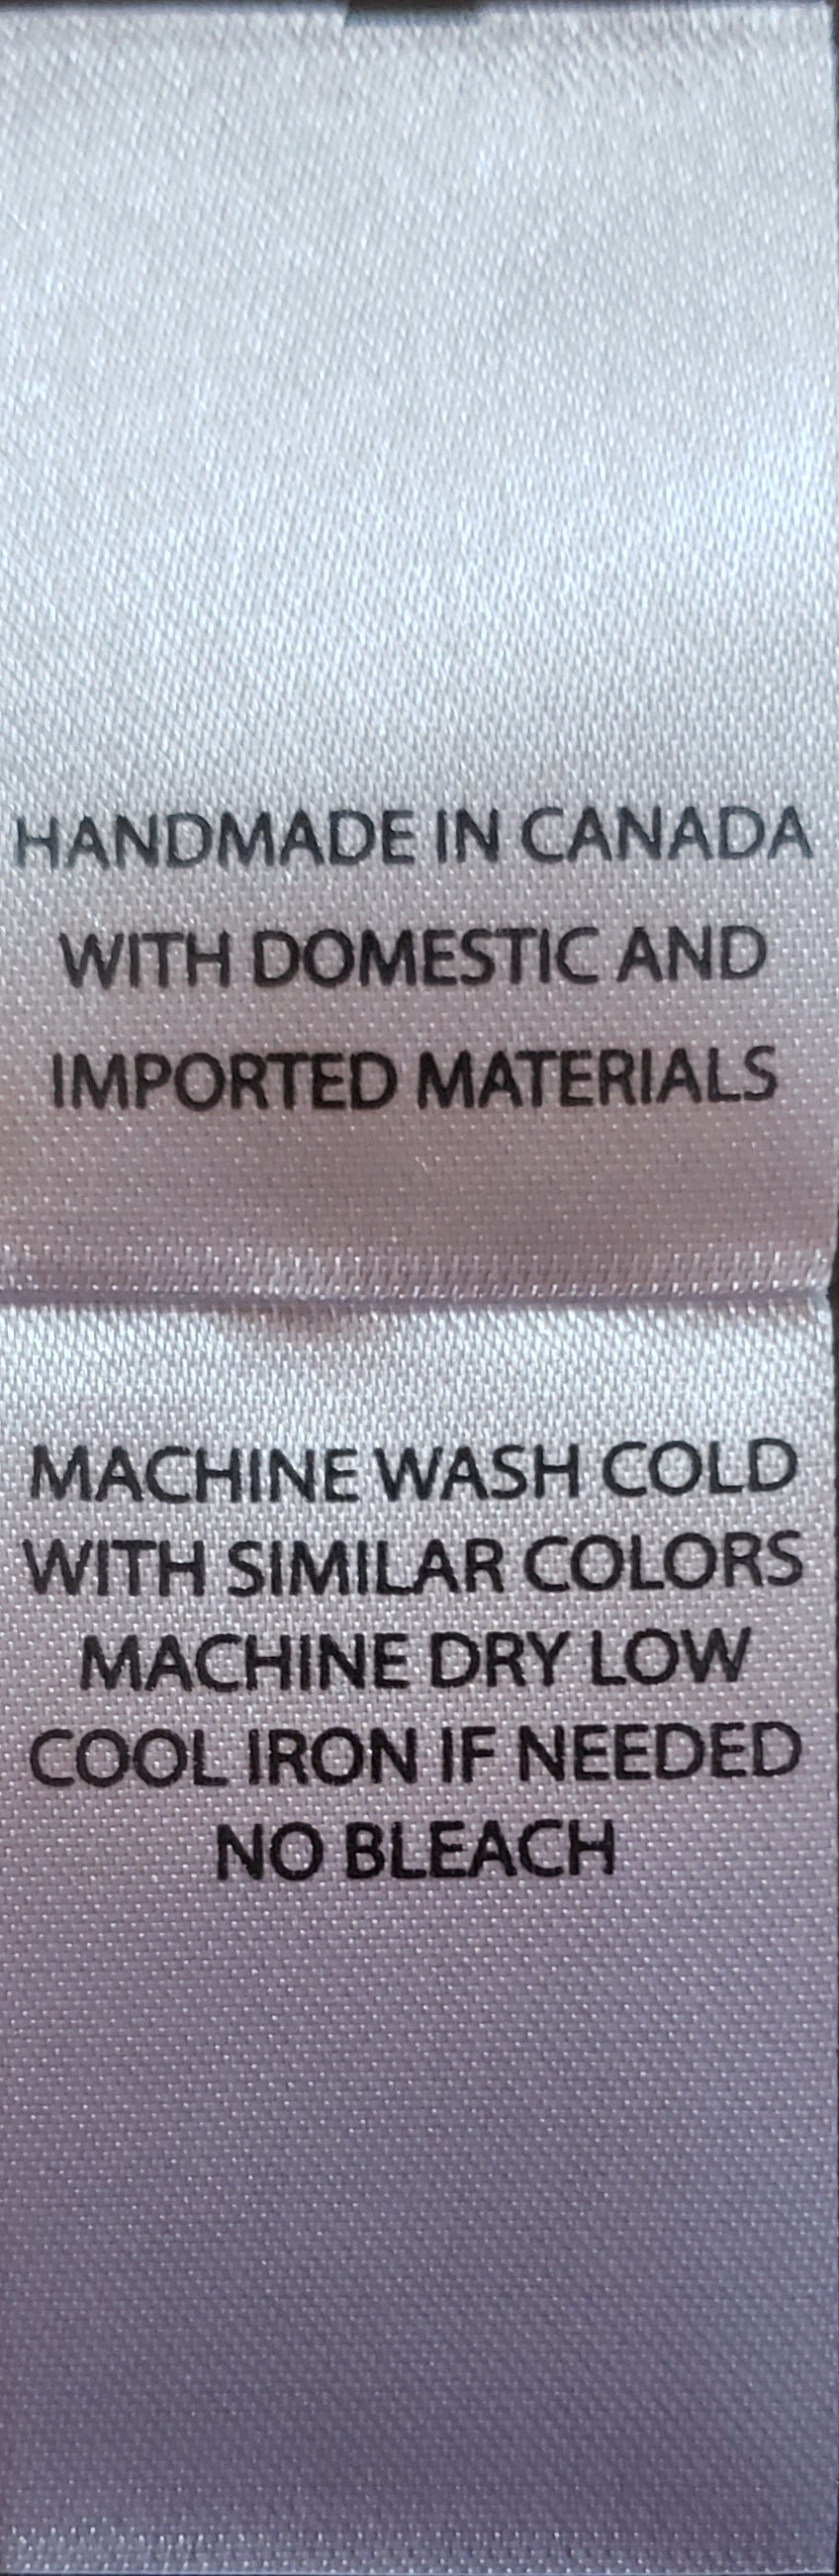 HANDMADE IN CANADA
WITH DOMESTIC AND
IMPORTED MATERIALS
MACHINE WASH COLD
WITH SIMILAR COLORS
MACHINE DRY LOW
COOL IRON IF NEEDED
NO BLEACH